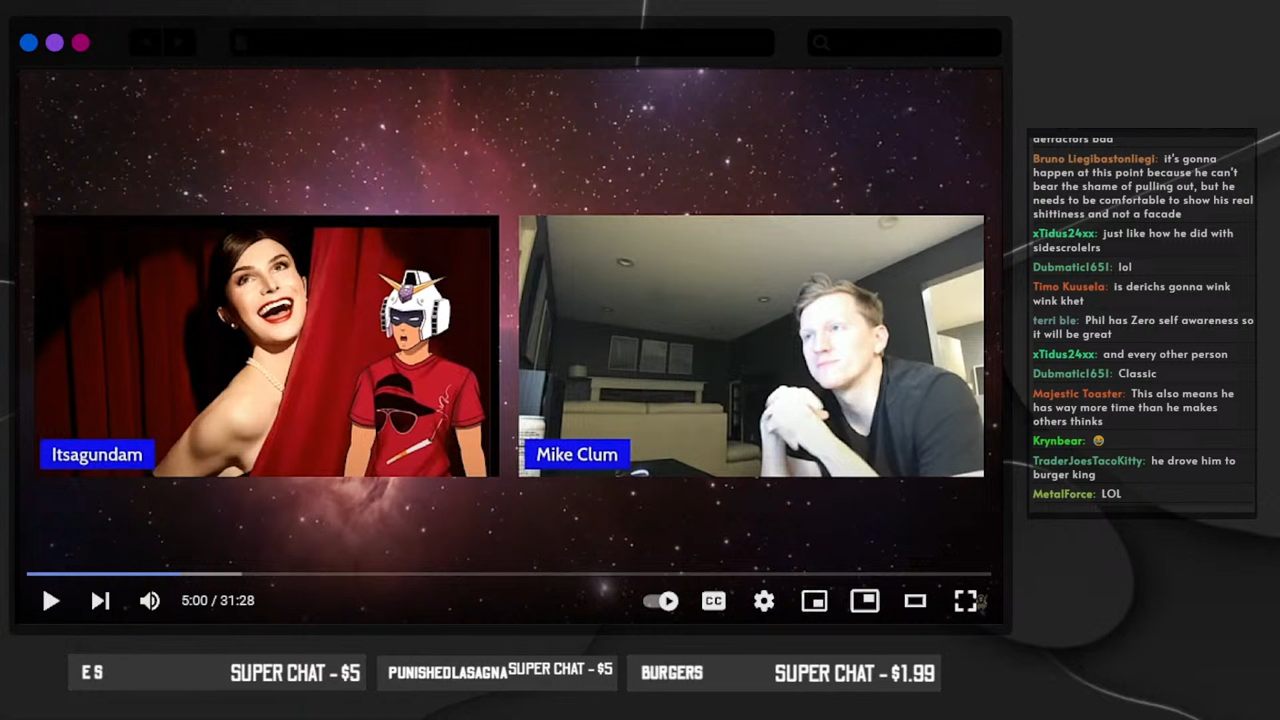 detractors bad
Bruno Liegibastonliegi: it's gonna
happen at this point because he can't
bear the shame of pulling out, but he
needs to be comfortable to show his real
shittiness and not a facade
xTidus24xx: just like how he did with
sidescrolelrs
Dubmatic1651: lol
Timo Kuusela: is derichs gonna wink
wink khet
terri ble: Phil has Zero self awareness so
it will be great
xTidus24xx: and every other person
Dubmatic1651: Classic
Majestic Toaster: This also means he
has way more time than he makes
others thinks
Krynbear:
TraderJoesTacoKitty: he drove him to
burger king
MetalForce: LOL
Itsagundam
Mike Clum
5:00 / 31:28
CC
E S SUPER CHAT - $5
PUNISHEDLASAGNA SUPER CHAT - $5
BURGERS SUPER CHAT - $1.99